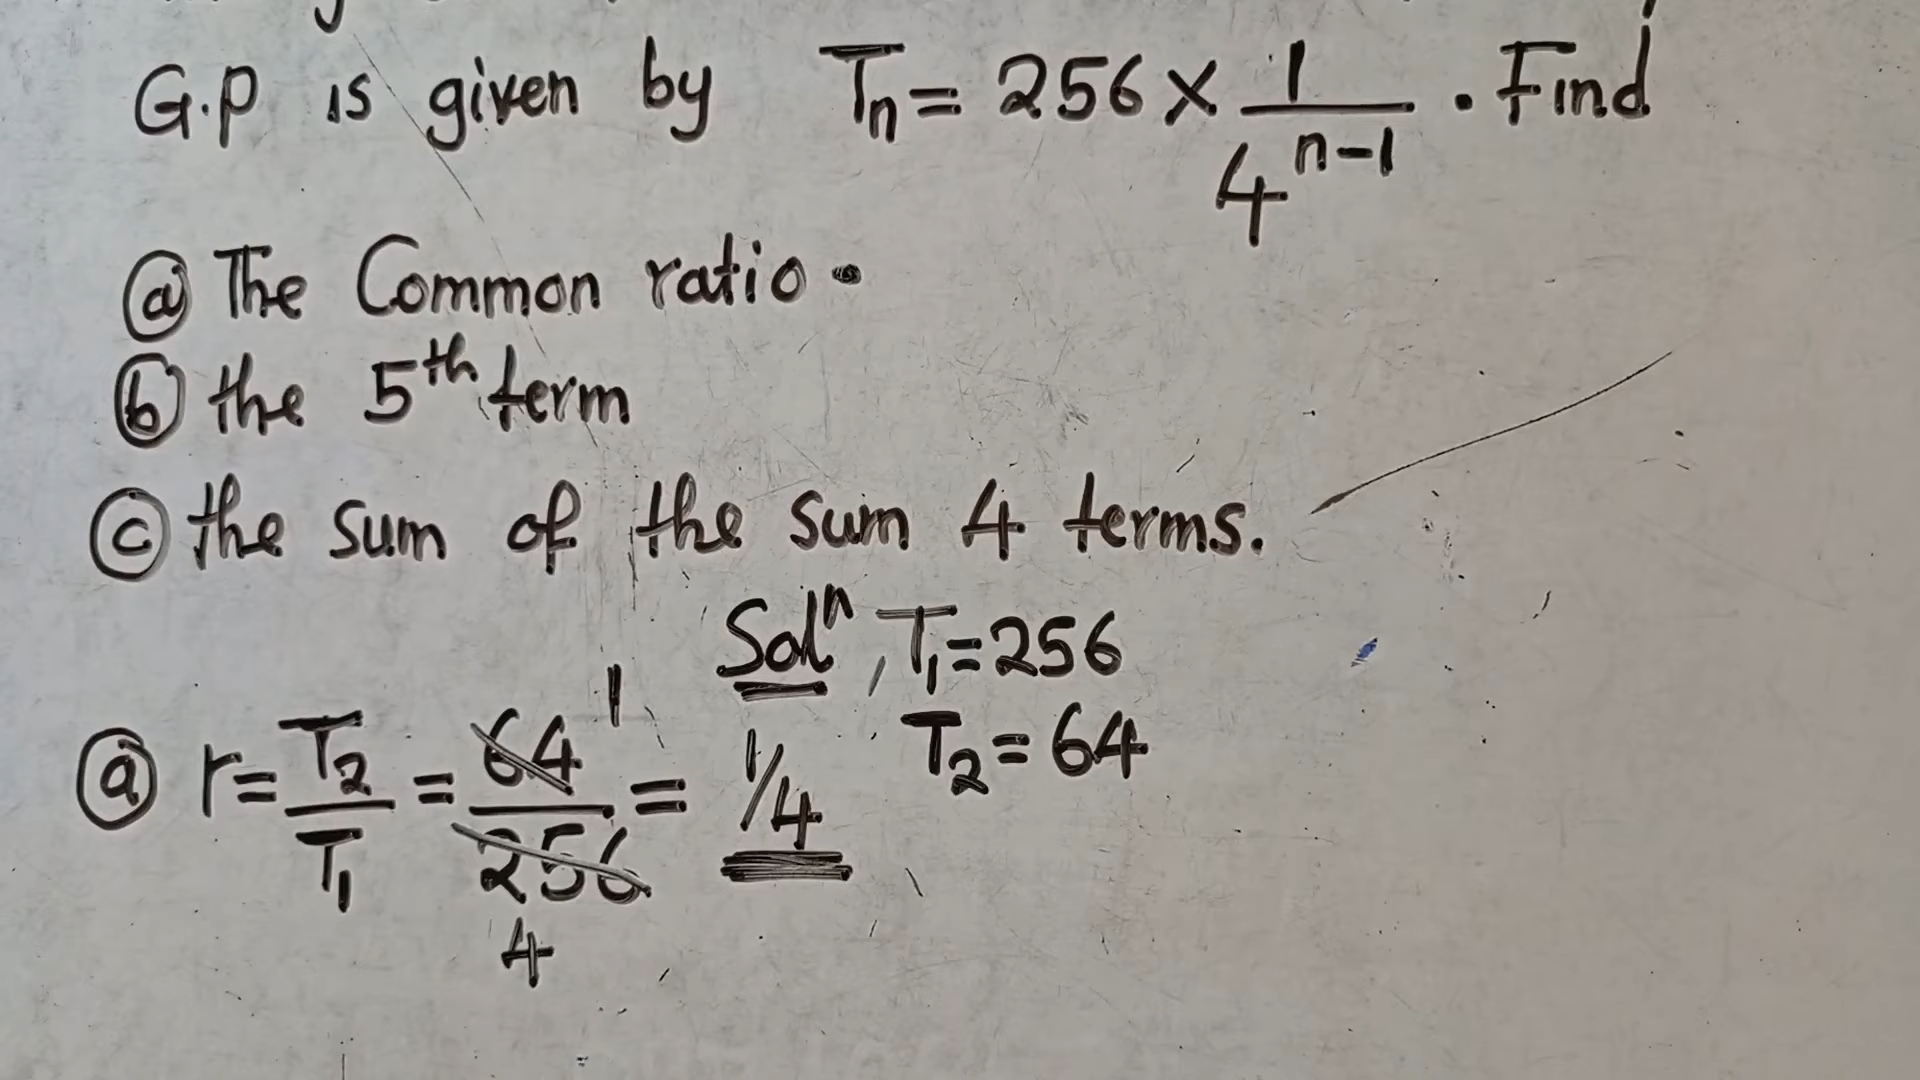 G.P is given by Tn = 256 × 1/4^(n-1) . Find
(a) The Common ratio.
(b) the 5th term
(c) the sum of the sum 4 terms.
Solⁿ, T₁=256
T₂=64
(a) r = T₂/T₁ = 64/256 = 1/4
1
4